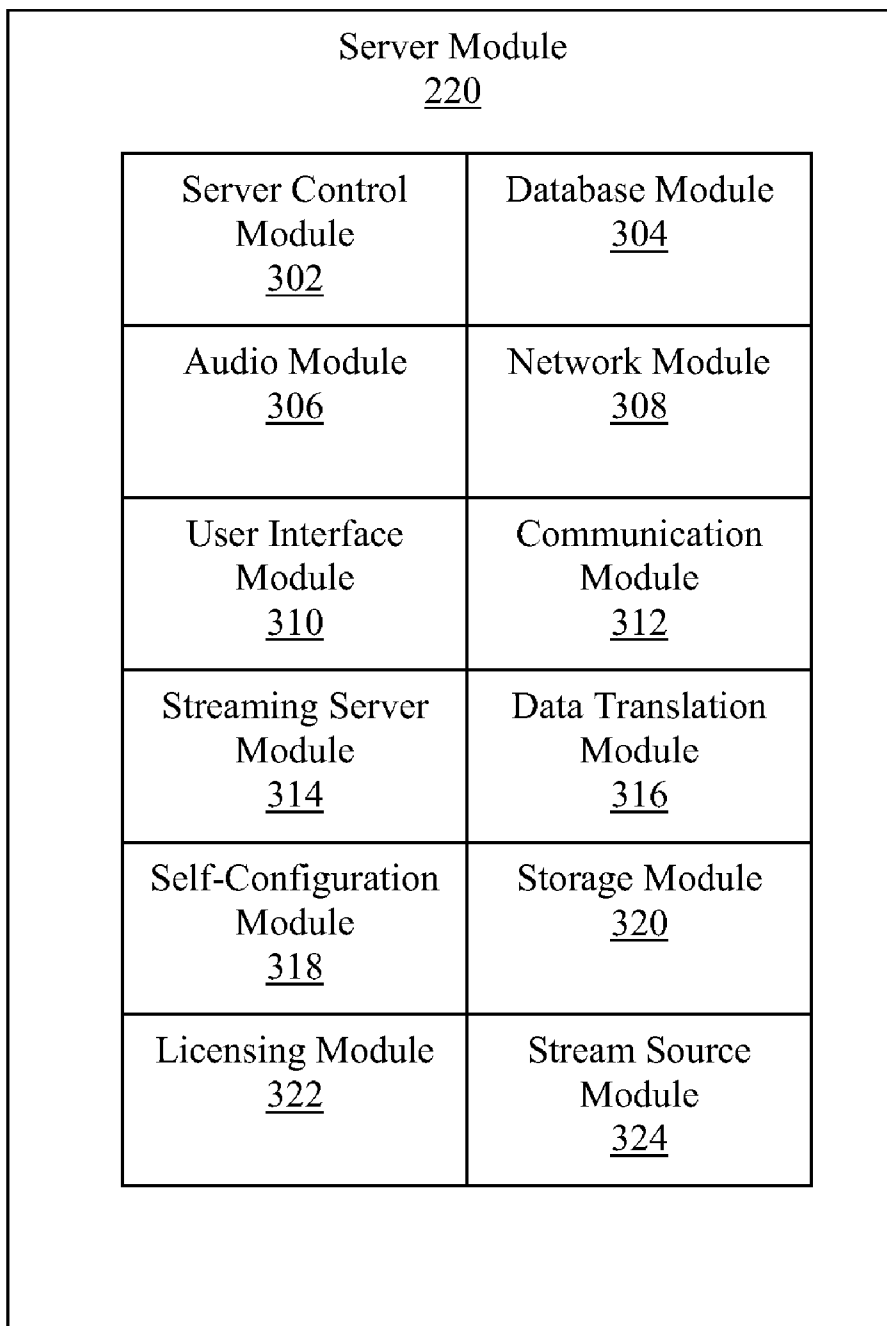 Server Module
220
Server Control
Module
302
Database Module
304
Audio Module
306
Network Module
308
User Interface
Module
310
Communication
Module
312
Streaming Server
Module
314
Data Translation
Module
316
Self-Configuration
Module
318
Storage Module
320
Licensing Module
322
Stream Source
Module
324